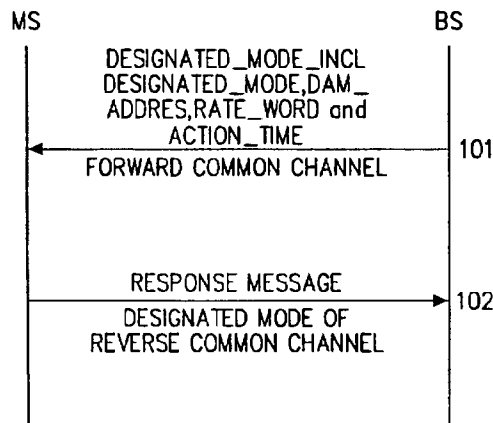 MS BS
DESIGNATED_MODE_INCL
DESIGNATED_MODE,DAM_
ADDRES,RATE_WORD and
ACTION_TIME
101
FORWARD COMMON CHANNEL
RESPONSE MESSAGE
102
DESIGNATED MODE OF
REVERSE COMMON CHANNEL